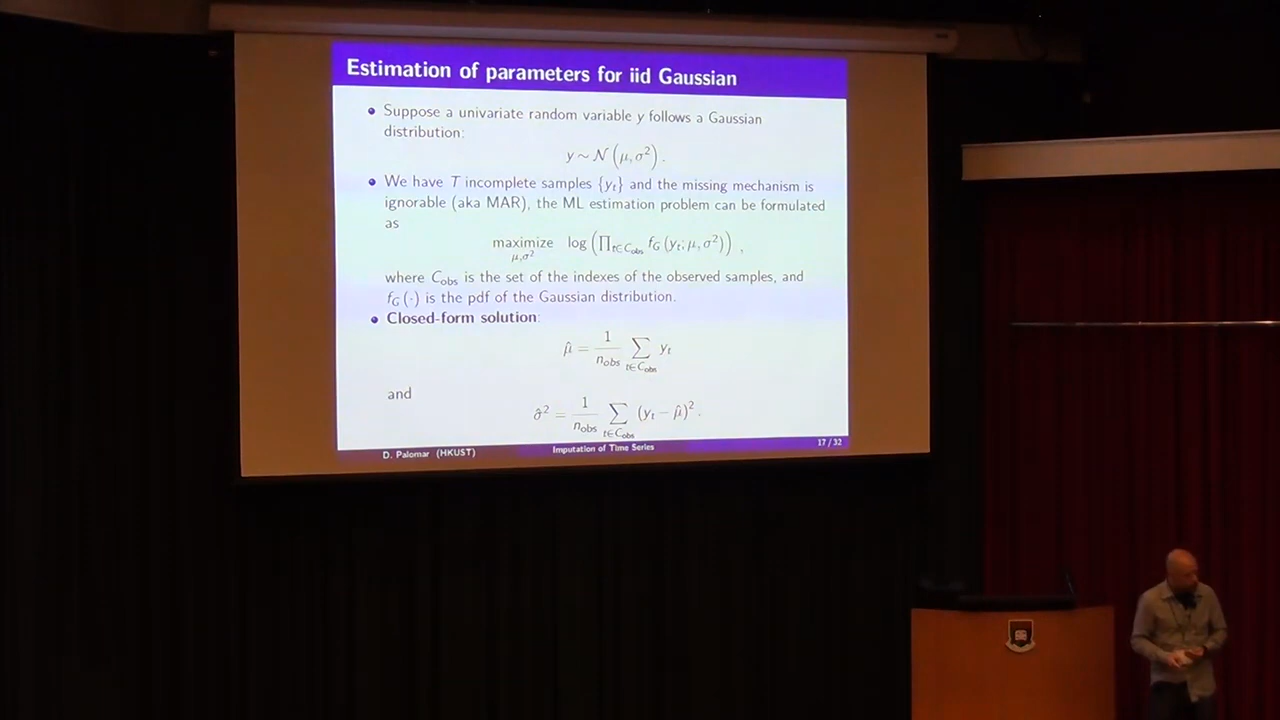 Estimation of parameters for iid Gaussian
Suppose a univariate random variable y follows a Gaussian
distribution:
y ∼ N (μ, σ²) .
We have T incomplete samples {yₜ} and the missing mechanism is
ignorable (aka MAR), the ML estimation problem can be formulated
as
maximize log (∏ t∈C_obs f_G (yₜ; μ, σ²)) ,
μ,σ²
where C_obs is the set of the indexes of the observed samples, and
f_G (·) is the pdf of the Gaussian distribution.
Closed-form solution:
μ̂ = 1/n_obs ∑ t∈C_obs yₜ
and
σ̂² = 1/n_obs ∑ t∈C_obs (yₜ − μ̂)² .
D. Palomar (HKUST) Imputation of Time Series 17 / 32